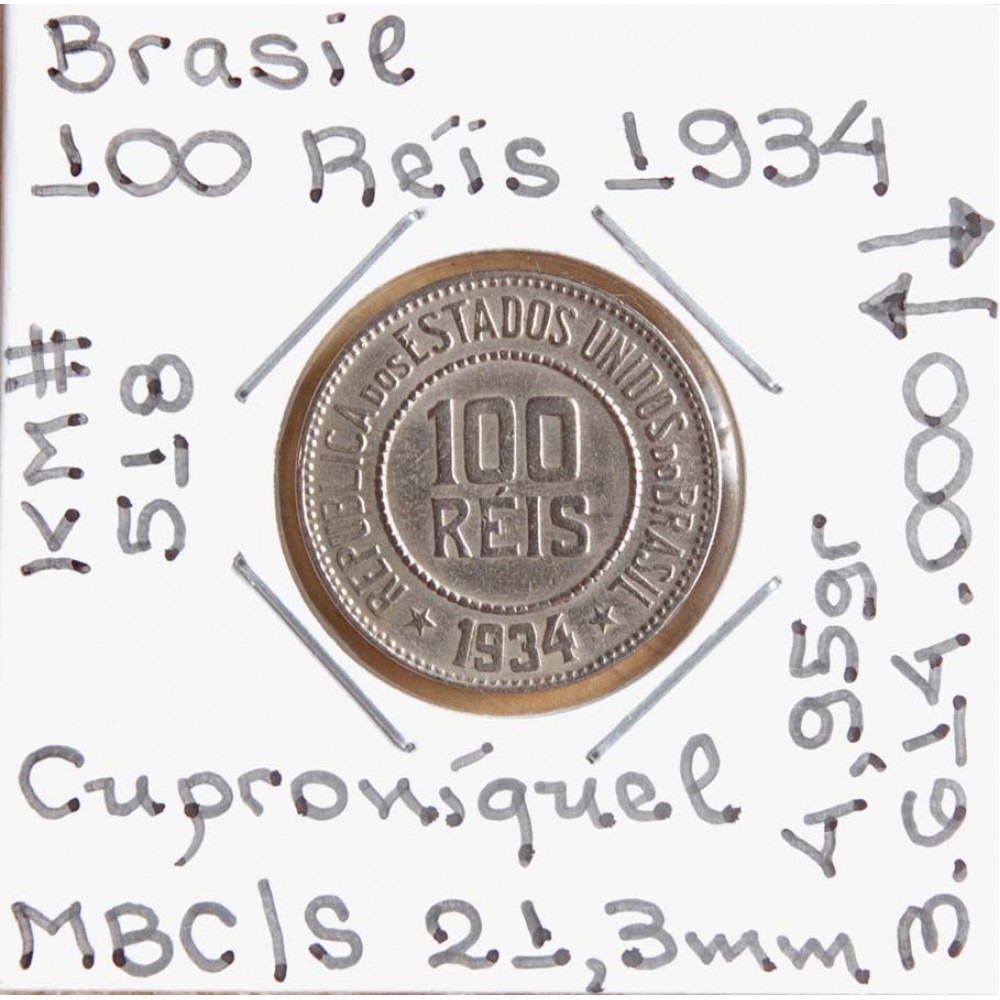 Brasil
100 Réis 1934
↑↓
KM#
518
REPUBLICA DOS ESTADOS UNIDOS DO BRASIL
100
RÉIS
★ 1934 ★
4,95gr
3.614.000
Cuproníquel
MBC/S 21,3mm